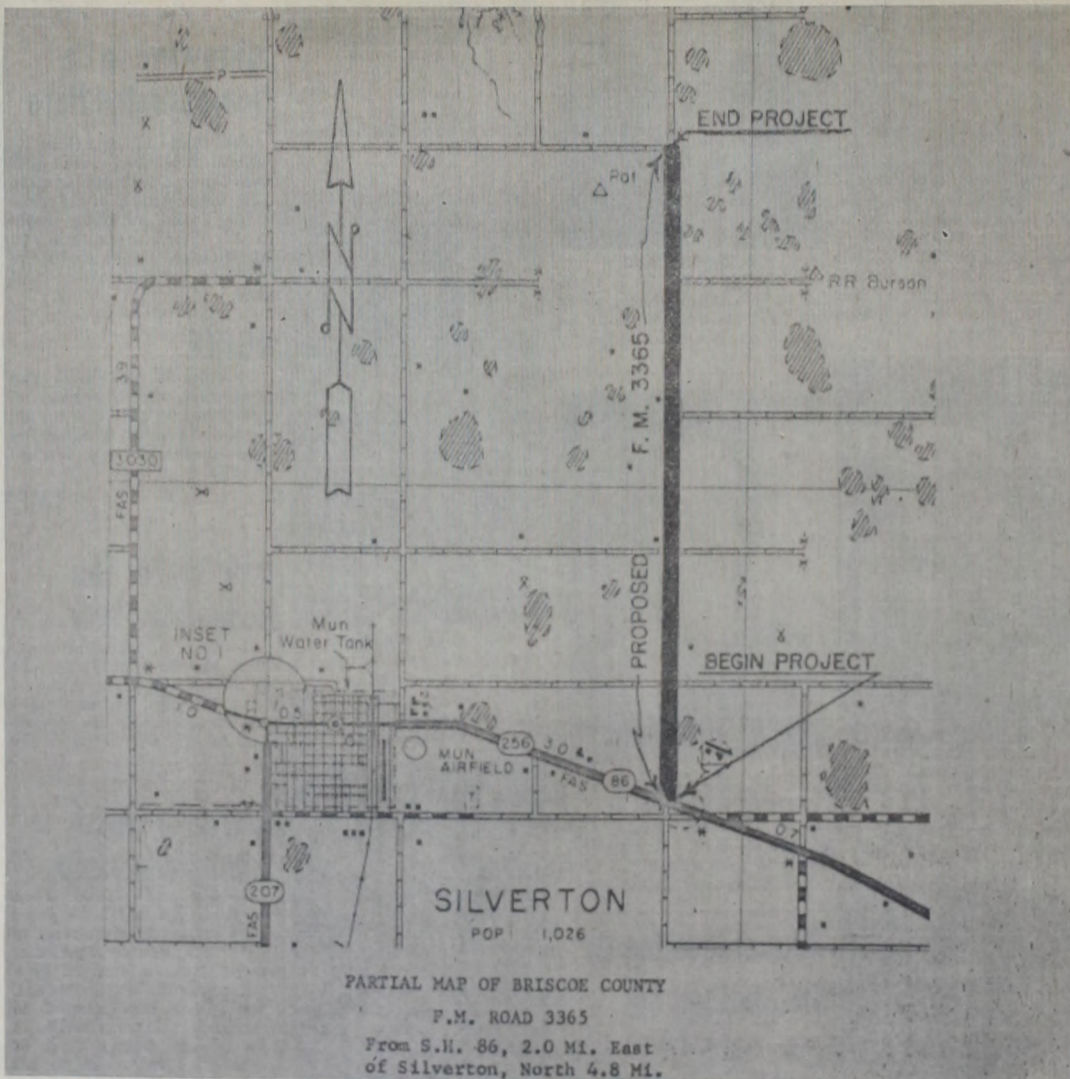 P
END PROJECT
Pat
RR Burson
F. M. 3365
3.9
3030
FAS
PROPOSED
INSET
NO 1
Mun
Water Tank
BEGIN PROJECT
1.0
0.5
256
3.0
FAS
86
MUN
AIRFIELD
0.7
207
FAS
SILVERTON
POP 1,026
PARTIAL MAP OF BRISCOE COUNTY
F.M. ROAD 3365
From S.H. 86, 2.0 Mi. East
of Silverton, North 4.8 Mi.